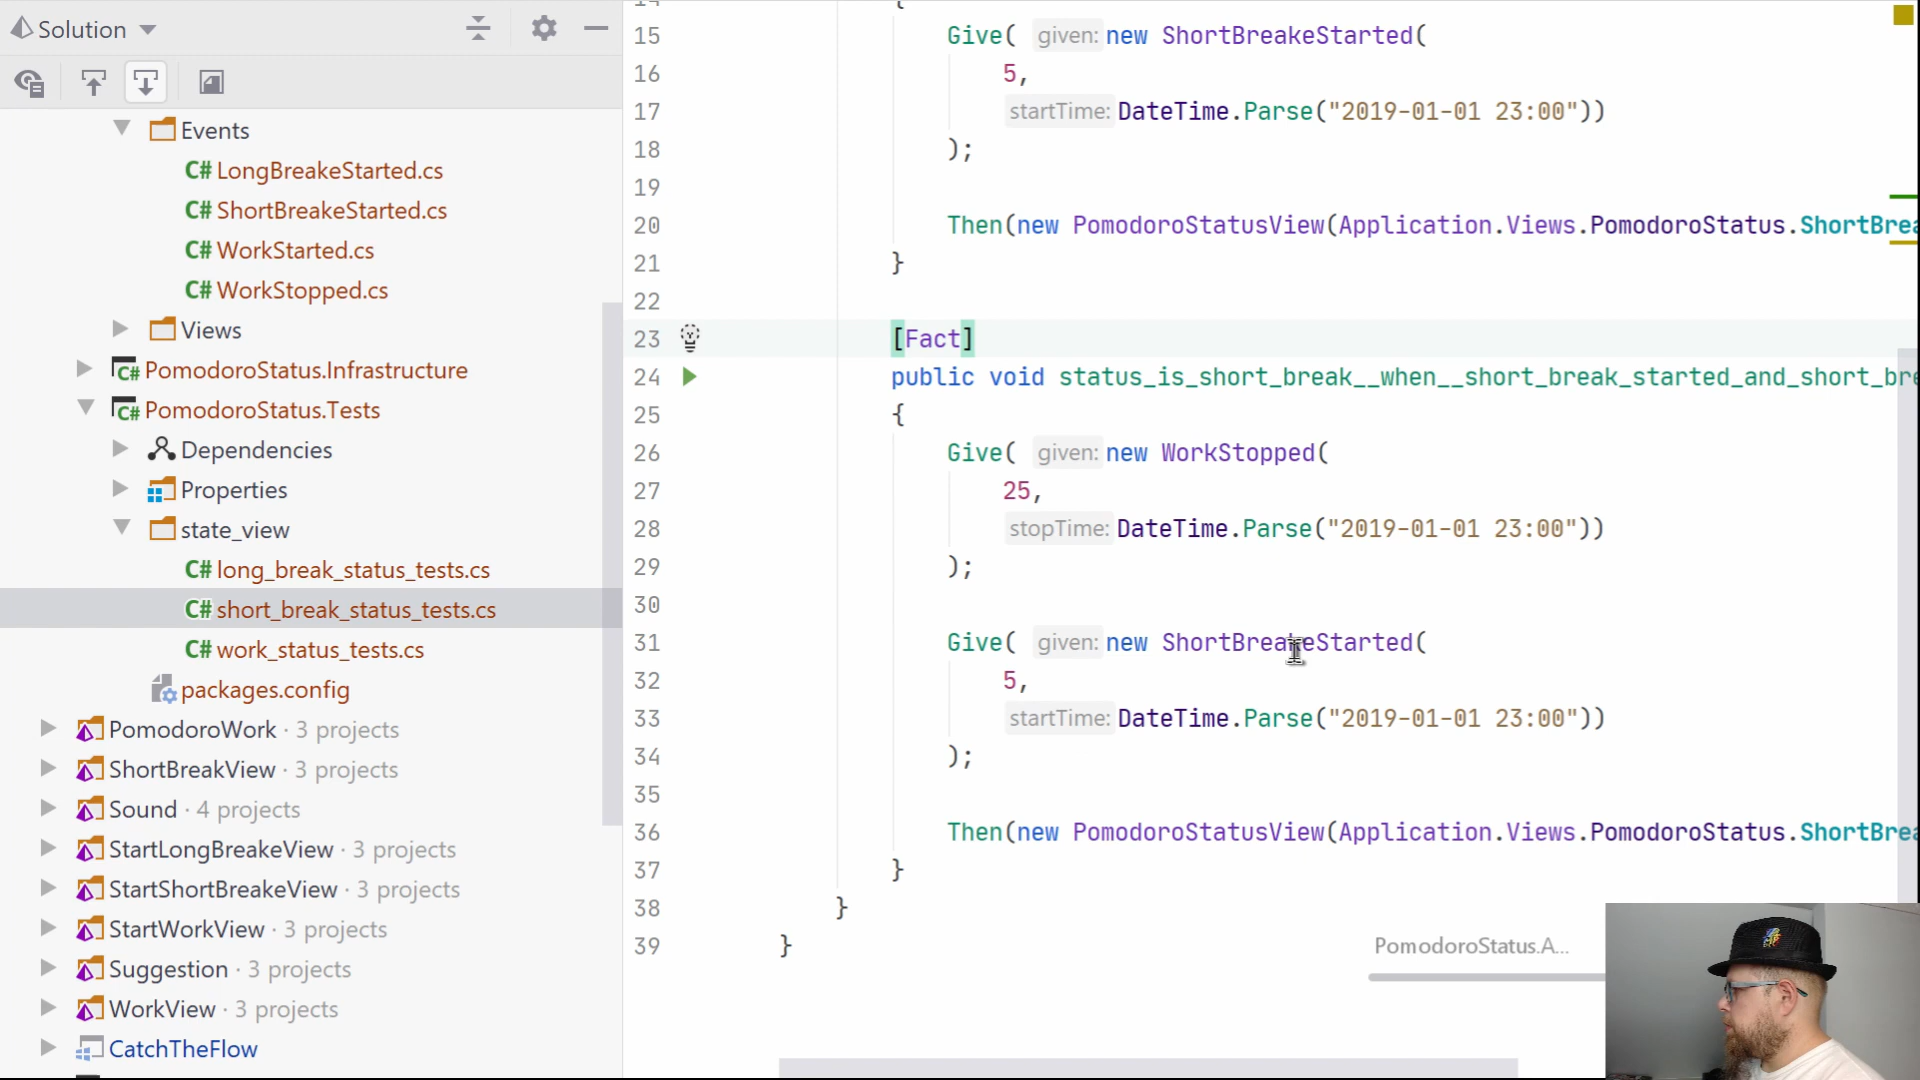 Solution
Events
C# LongBreakeStarted.cs
C# ShortBreakeStarted.cs
C# WorkStarted.cs
C# WorkStopped.cs
Views
C# PomodoroStatus.Infrastructure
C# PomodoroStatus.Tests
Dependencies
Properties
state_view
C# long_break_status_tests.cs
C# short_break_status_tests.cs
C# work_status_tests.cs
packages.config
PomodoroWork · 3 projects
ShortBreakView · 3 projects
Sound · 4 projects
StartLongBreakeView · 3 projects
StartShortBreakeView · 3 projects
StartWorkView · 3 projects
Suggestion · 3 projects
WorkView · 3 projects
CatchTheFlow
14 {
15 Give( given: new ShortBreakeStarted(
16 5,
17 startTime: DateTime.Parse("2019-01-01 23:00"))
18 );
19
20 Then(new PomodoroStatusView(Application.Views.PomodoroStatus.ShortBrea
21 }
22
23 [Fact]
24 public void status_is_short_break__when__short_break_started_and_short_bre
25 {
26 Give( given: new WorkStopped(
27 25,
28 stopTime: DateTime.Parse("2019-01-01 23:00"))
29 );
30
31 Give( given: new ShortBreakeStarted(
32 5,
33 startTime: DateTime.Parse("2019-01-01 23:00"))
34 );
35
36 Then(new PomodoroStatusView(Application.Views.PomodoroStatus.ShortBrea
37 }
38 }
39 }
PomodoroStatus.A...